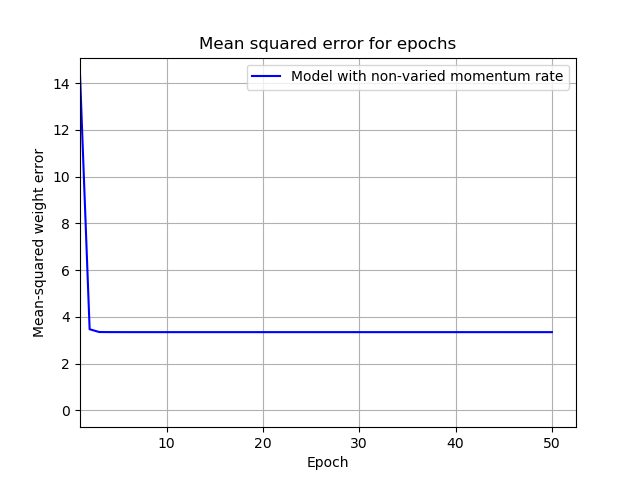 Mean squared error for epochs
Model with non-varied momentum rate
14
12
10
8
6
4
2
0
Mean-squared weight error
10 20 30 40 50
Epoch